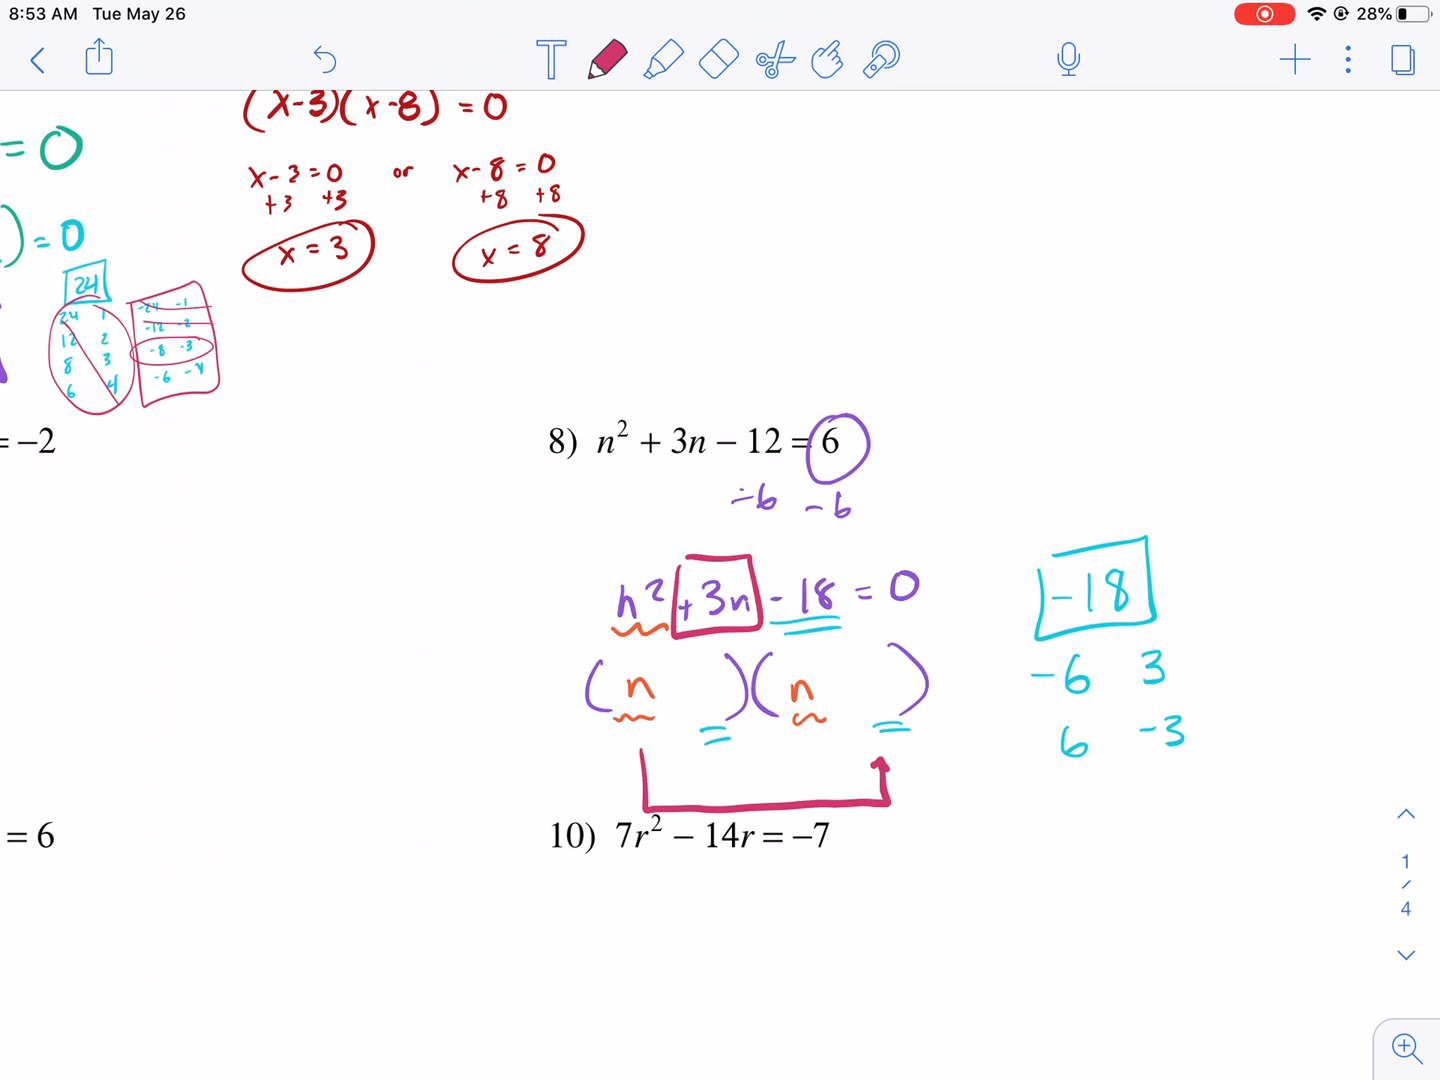 8:53 AM Tue May 26
28%
T
(x-3)(x-8) = 0
= 0
x-3=0 or x-8=0
+3 +3 +8 +8
) = 0
x = 3 x = 8
24
24 1 -24 -1
12 2 -12 -2
8 3 -8 -3
6 4 -6 -4
= −2
8) n² + 3n − 12 = 6
-6 -6
n² +3n -18 = 0
-18
(n )(n )
-6 3
6 -3
= 6
10) 7r² − 14r = −7
1
/
4